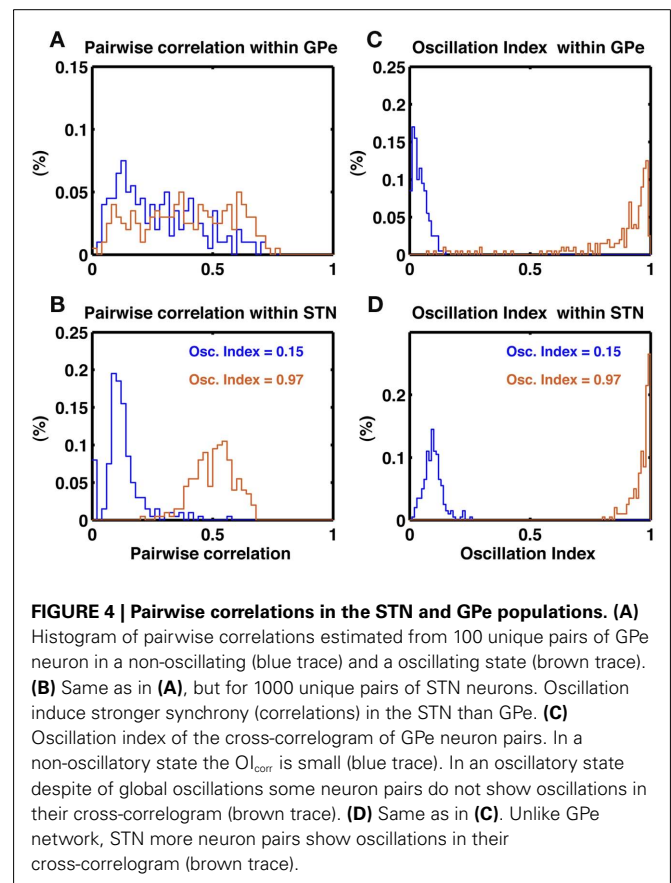 A Pairwise correlation within GPe
C Oscillation Index within GPe
0.15
0.1
0.05
0
(%)
0 0.5 1
0.25
0.2
0.15
0.1
0.05
0
(%)
0 0.5 1
B Pairwise correlation within STN
D Oscillation Index within STN
0.25
0.2
0.15
0.1
0.05
0
(%)
Osc. Index = 0.15
Osc. Index = 0.97
0 0.5 1
Pairwise correlation
0.2
0.1
0
(%)
Osc. Index = 0.15
Osc. Index = 0.97
0 0.5 1
Oscillation Index
FIGURE 4 | Pairwise correlations in the STN and GPe populations. (A)
Histogram of pairwise correlations estimated from 100 unique pairs of GPe
neuron in a non-oscillating (blue trace) and a oscillating state (brown trace).
(B) Same as in (A), but for 1000 unique pairs of STN neurons. Oscillation
induce stronger synchrony (correlations) in the STN than GPe. (C)
Oscillation index of the cross-correlogram of GPe neuron pairs. In a
non-oscillatory state the OIcorr is small (blue trace). In an oscillatory state
despite of global oscillations some neuron pairs do not show oscillations in
their cross-correlogram (brown trace). (D) Same as in (C). Unlike GPe
network, STN more neuron pairs show oscillations in their
cross-correlogram (brown trace).